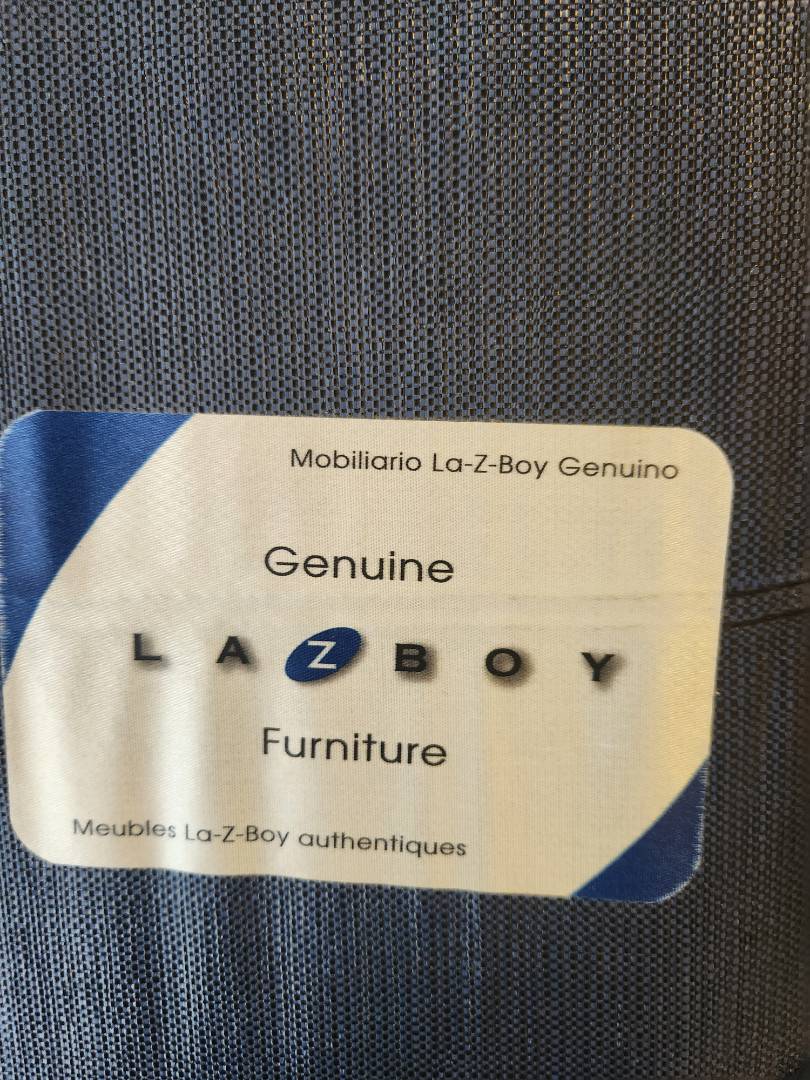 Mobiliario La-Z-Boy Genuino
Genuine
LAZBOY
Furniture
Meubles La-Z-Boy authentiques